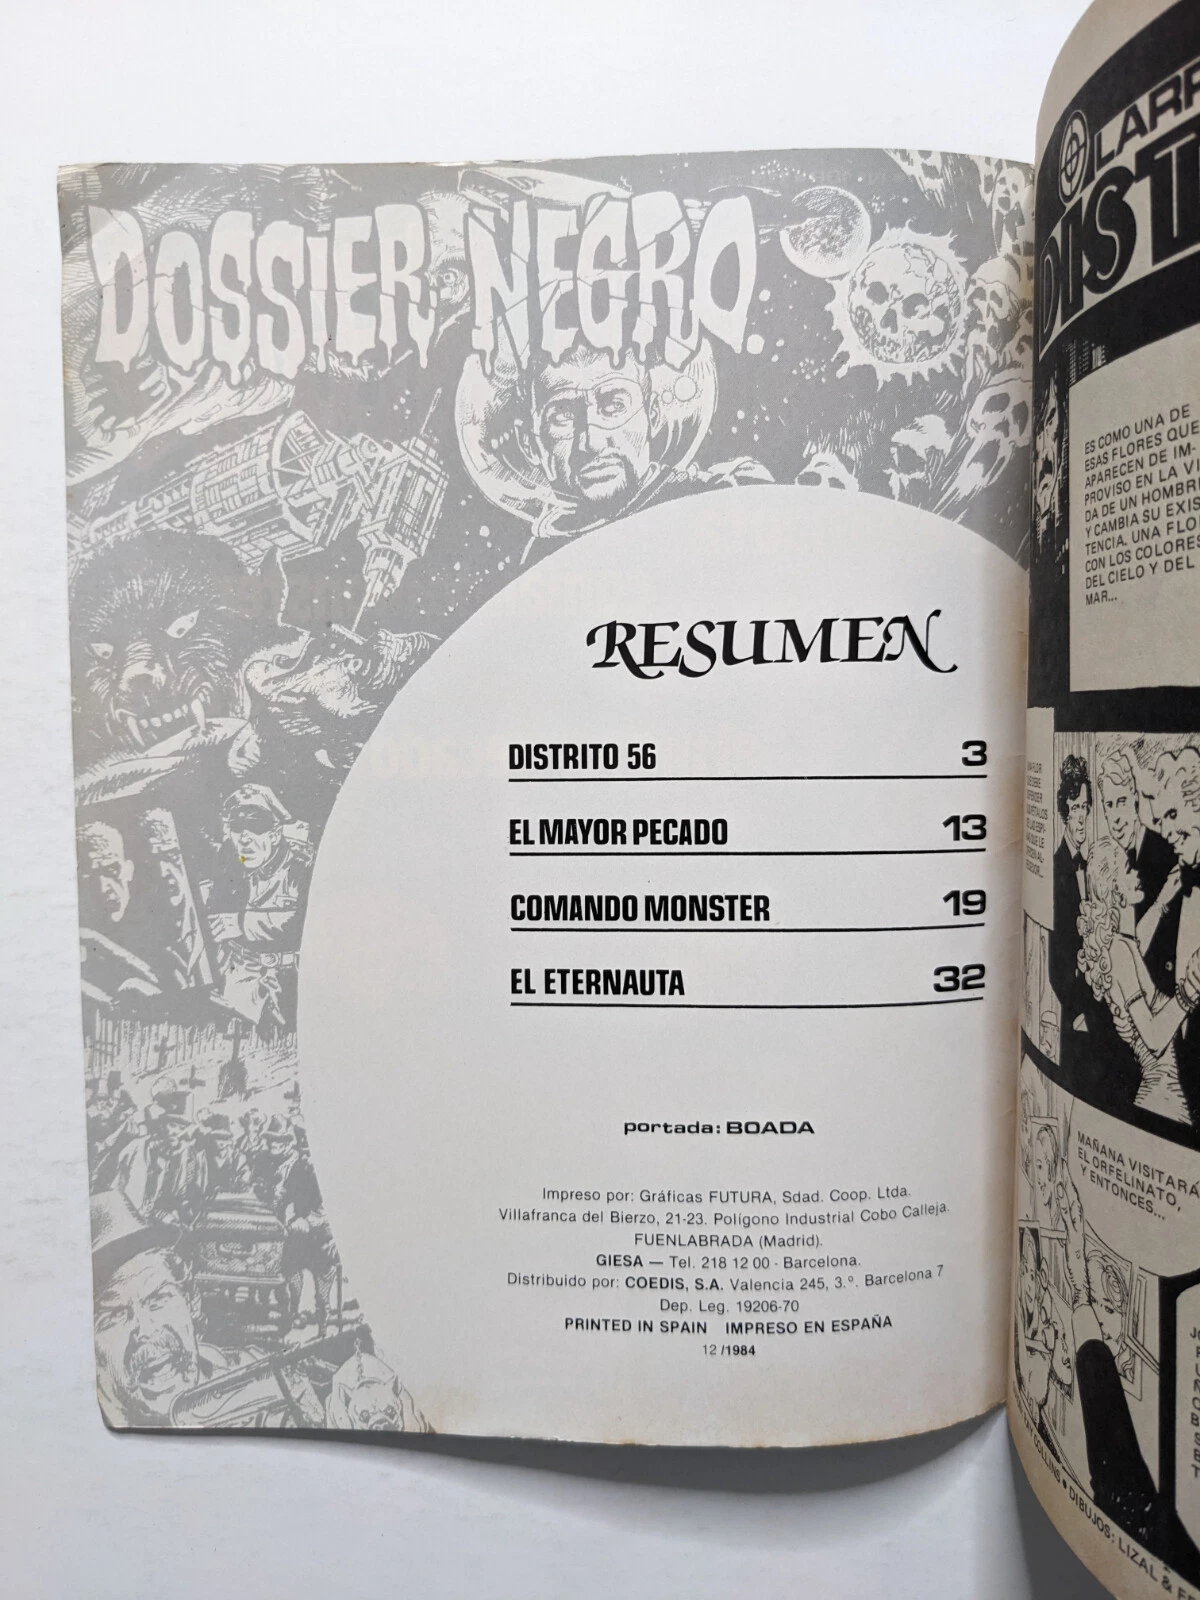 DOSSIER NEGRO.
RESUMEN
DISTRITO 56 3
EL MAYOR PECADO 13
COMANDO MONSTER 19
EL ETERNAUTA 32
portada: BOADA
Impreso por: Gráficas FUTURA, Sdad. Coop. Ltda.
Villafranca del Bierzo, 21-23. Polígono Industrial Cobo Calleja.
FUENLABRADA (Madrid).
GIESA — Tel. 218 12 00 - Barcelona.
Distribuido por: COEDIS, S.A. Valencia 245, 3.º. Barcelona 7
Dep. Leg. 19206-70
PRINTED IN SPAIN IMPRESO EN ESPAÑA
12 /1984
ES COMO UNA DE
ESAS FLORES QUE
APARECEN DE IM-
PROVISO EN LA VI
DA DE UN HOMBRE
Y CAMBIA SU EXIS
TENCIA. UNA FLO
CON LOS COLORES
DEL CIELO Y DEL
MAR...
MAÑANA VISITARÁ
EL ORFELINATO,
Y ENTONCES...
COLLINS • DIBUJOS: LIZAL &